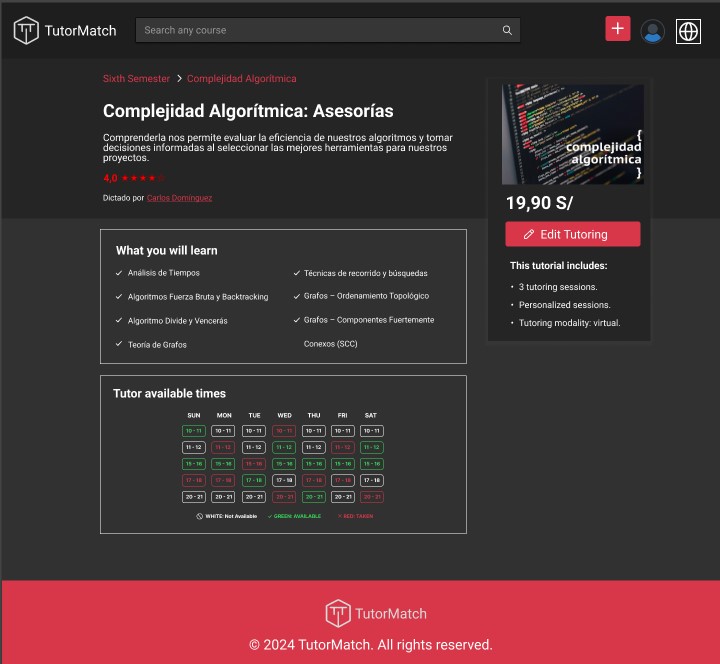 TutorMatch
Search any course
Sixth Semester > Complejidad Algorítmica
Complejidad Algorítmica: Asesorías
Comprenderla nos permite evaluar la eficiencia de nuestros algoritmos y tomar
decisiones informadas al seleccionar las mejores herramientas para nuestros
proyectos.
4,0 ★★★★☆
Dictado por Carlos Domínguez
{
complejidad
algorítmica
}
19,90 S/
Edit Tutoring
This tutorial includes:
• 3 tutoring sessions.
• Personalized sessions.
• Tutoring modality: virtual.
What you will learn
✓ Análisis de Tiempos
✓ Algoritmos Fuerza Bruta y Backtracking
✓ Algoritmo Divide y Vencerás
✓ Teoría de Grafos
✓ Técnicas de recorrido y búsquedas
✓ Grafos – Ordenamiento Topológico
✓ Grafos – Componentes Fuertemente
Conexos (SCC)
Tutor available times
SUN MON TUE WED THU FRI SAT
10 - 11 10 - 11 10 - 11 10 - 11 10 - 11 10 - 11 10 - 11
11 - 12 11 - 12 11 - 12 11 - 12 11 - 12 11 - 12 11 - 12
15 - 16 15 - 16 15 - 16 15 - 16 15 - 16 15 - 16 15 - 16
17 - 18 17 - 18 17 - 18 17 - 18 17 - 18 17 - 18 17 - 18
20 - 21 20 - 21 20 - 21 20 - 21 20 - 21 20 - 21 20 - 21
WHITE: Not Available ✓ GREEN: AVAILABLE × RED: TAKEN
TutorMatch
© 2024 TutorMatch. All rights reserved.